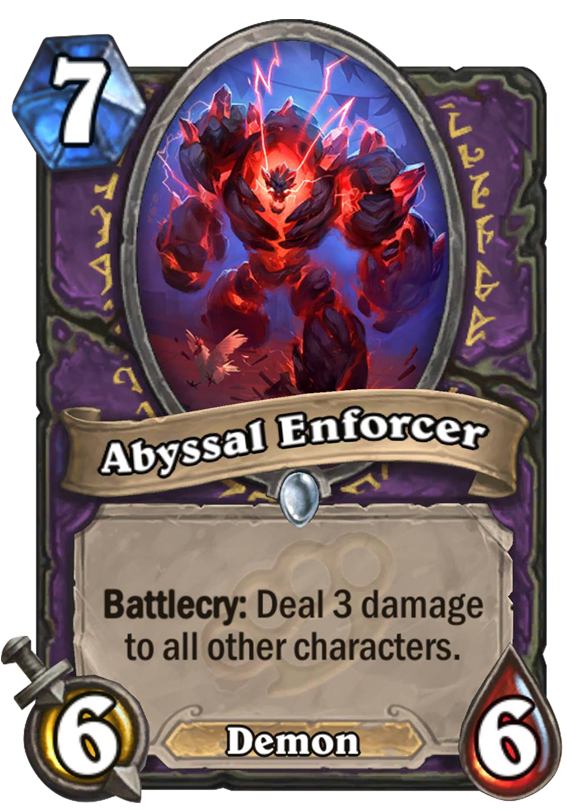 7
Abyssal Enforcer
Battlecry: Deal 3 damage
to all other characters.
6
Demon
6